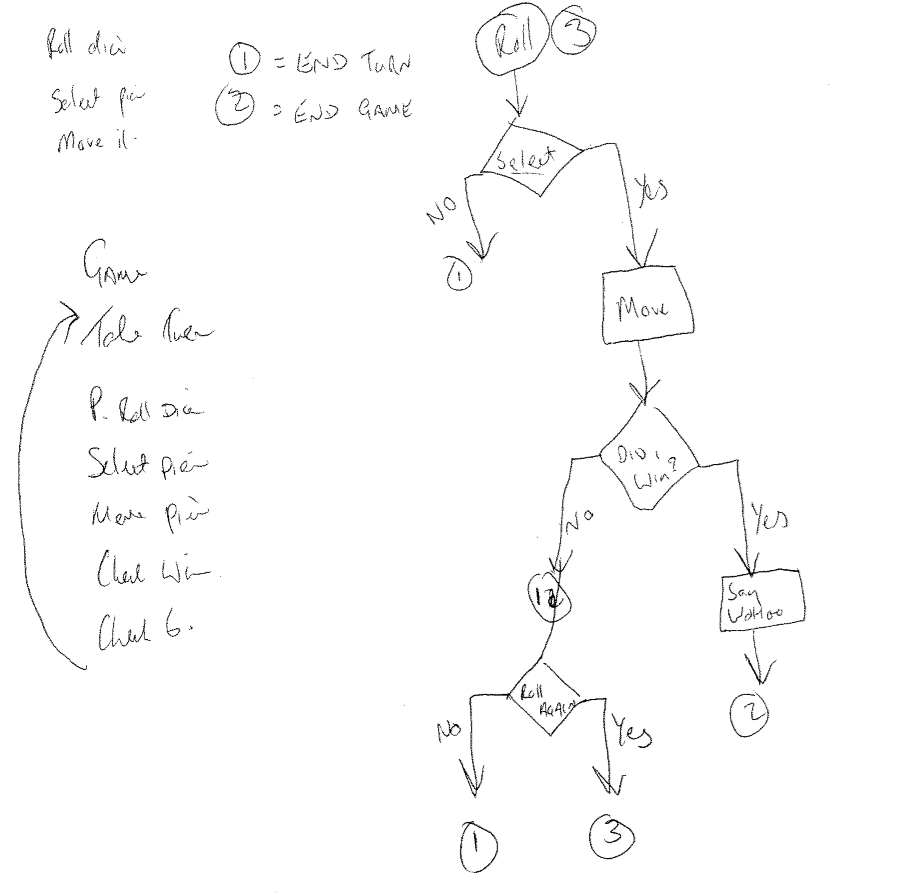 Roll dice
Select piece
Move it.
1 = END TURN
2 = END GAME
GAME
Take Turn
P. Roll Dice
Select piece
Move piece
Check Win
Check 6.
Roll 3
Select
NO
Yes
1
Move
DID I
WIN?
NO
Yes
Say
WAHOO
2
Roll
AGAIN
NO
Yes
1
3